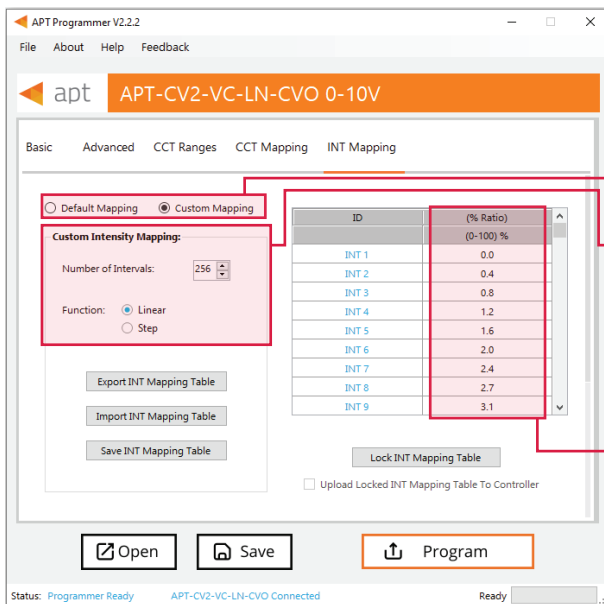 APT Programmer V2.2.2
File About Help Feedback
apt APT-CV2-VC-LN-CVO 0-10V
Basic Advanced CCT Ranges CCT Mapping INT Mapping
Default Mapping Custom Mapping
Custom Intensity Mapping:
Number of Intervals: 256
Function: Linear
Step
Export INT Mapping Table
Import INT Mapping Table
Save INT Mapping Table
ID (% Ratio)
(0-100) %
INT 1 0.0
INT 2 0.4
INT 3 0.8
INT 4 1.2
INT 5 1.6
INT 6 2.0
INT 7 2.4
INT 8 2.7
INT 9 3.1
Lock INT Mapping Table
Upload Locked INT Mapping Table To Controller
Open Save Program
Status: Programmer Ready APT-CV2-VC-LN-CVO Connected Ready